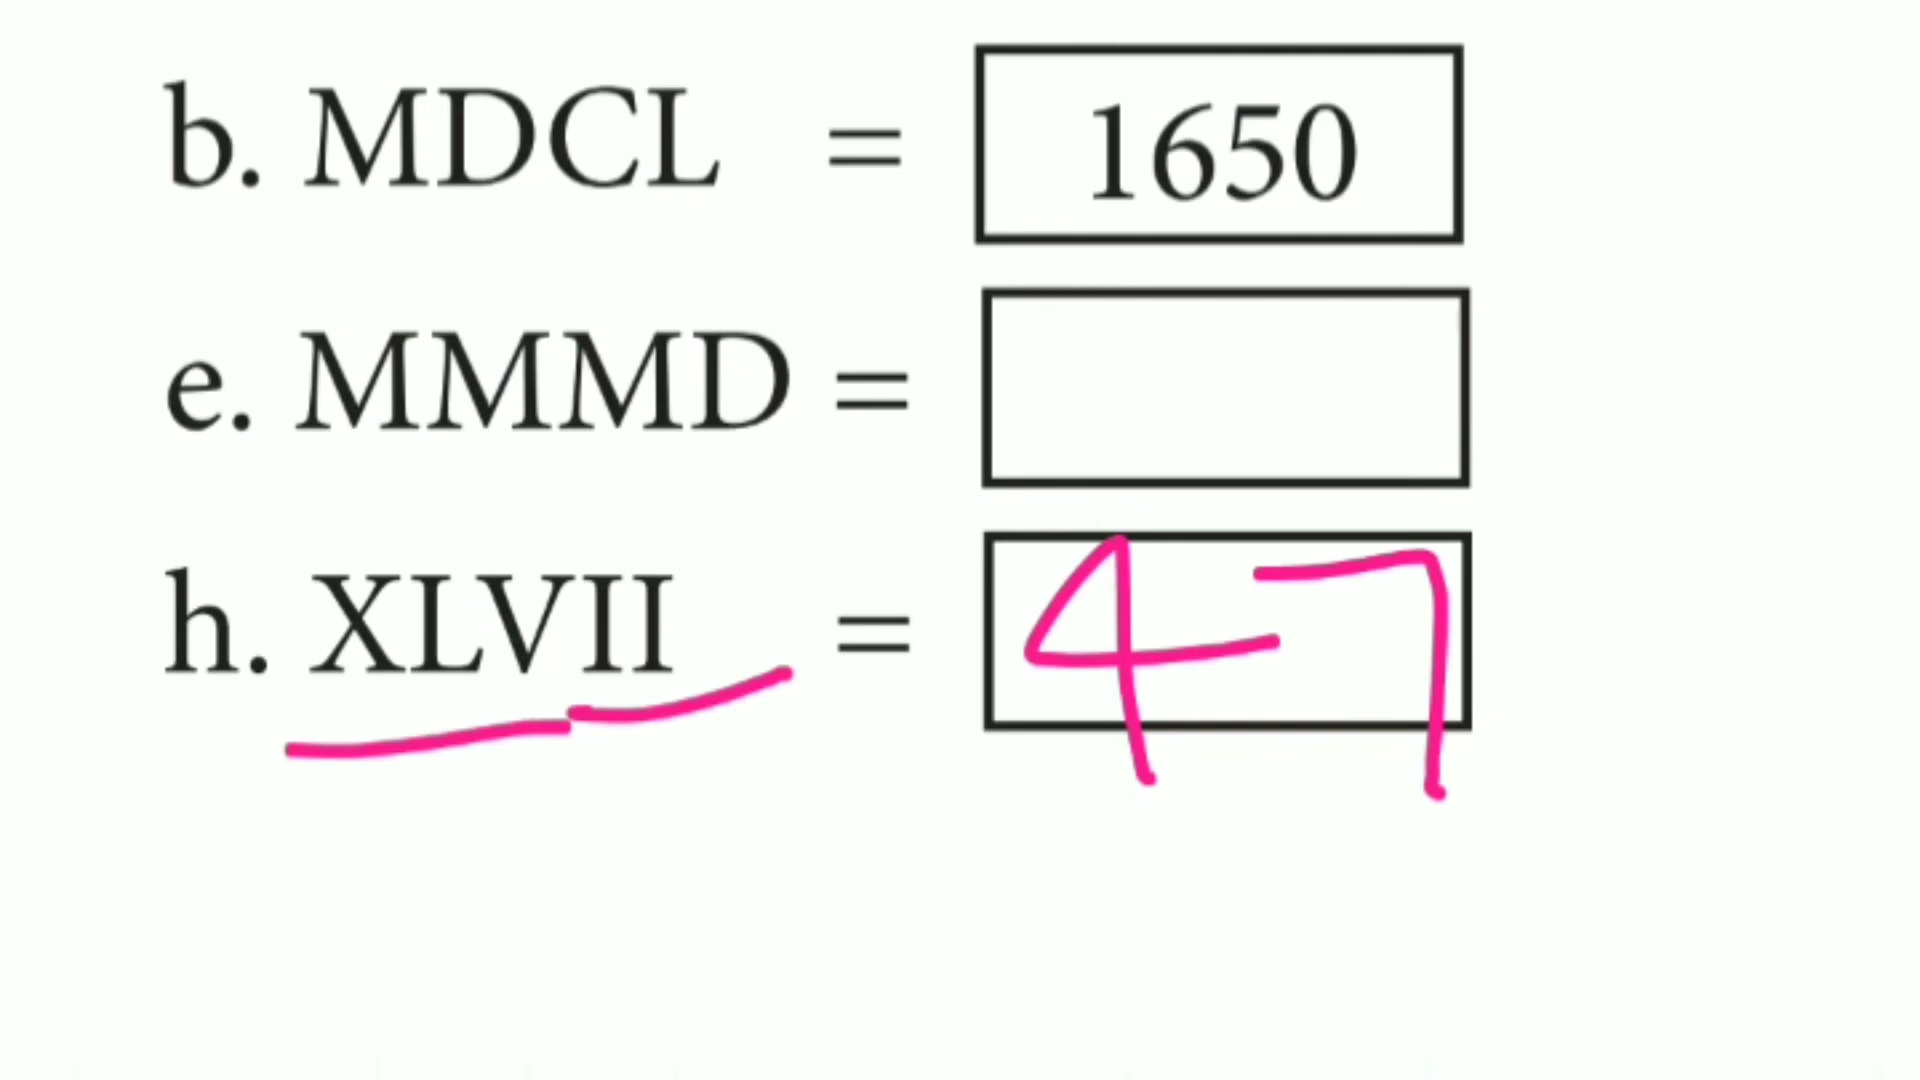 b. MDCL = 1650
e. MMMD =
h. XLVII = 47